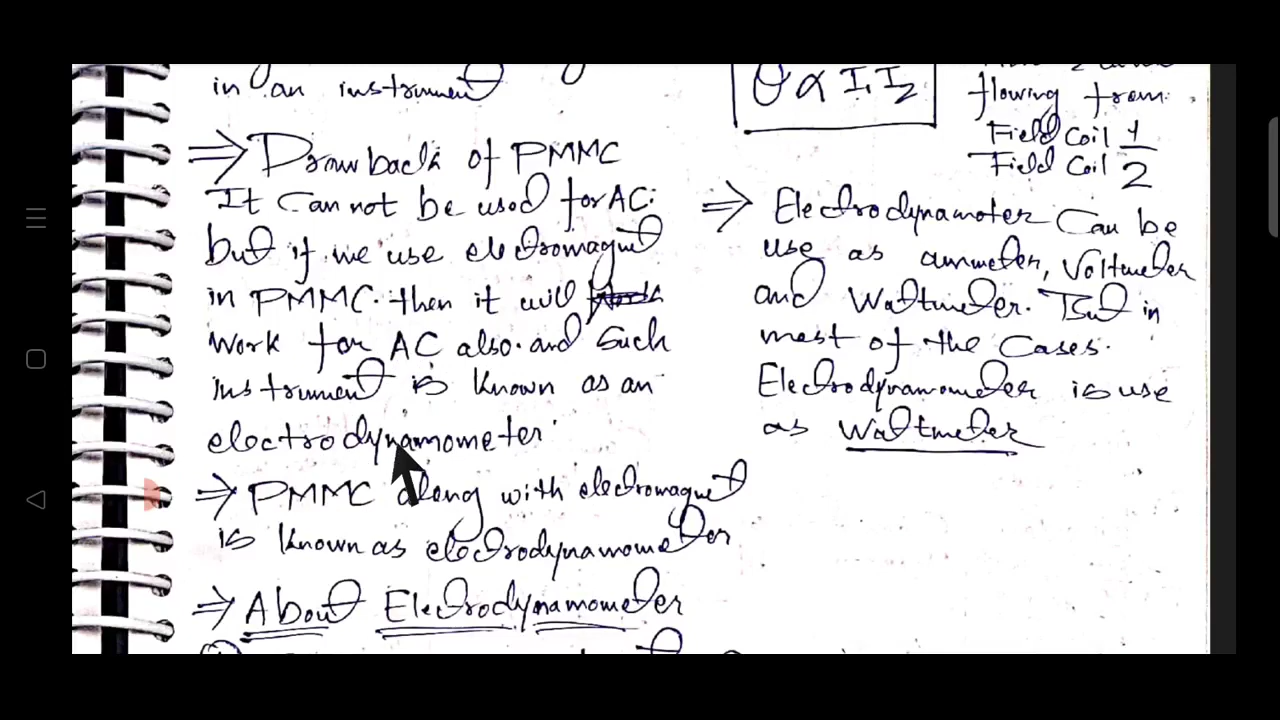 in an instrument
⇒ Drawback of PMMC
It Can not be used for AC.
but if we use electromagnet
in PMMC. then it will
work for AC also. and Such
instrument is known as an
electrodynamometer.
⇒ PMMC along with electromagnet
is known as electrodynamometer
⇒ About Electrodynamometer
θ ∝ I₁ I₂
flowing from
Field Coil 1
Field Coil 2
⇒ Electrodynamoter Can be
use as ammeter, Voltmeter
and Wattmeter. But in
most of the Cases.
Electrodynamometer is use
as Wattmeter